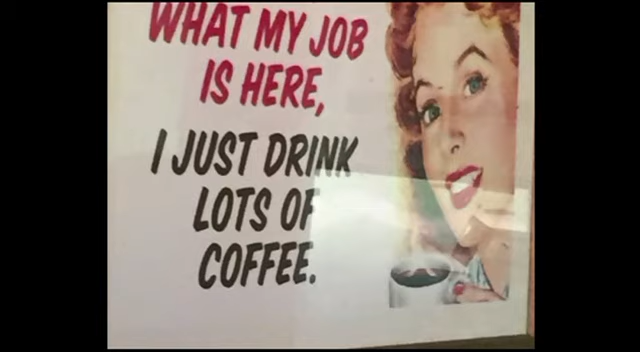 WHAT MY JOB
IS HERE,
I JUST DRINK
LOTS OF
COFFEE.